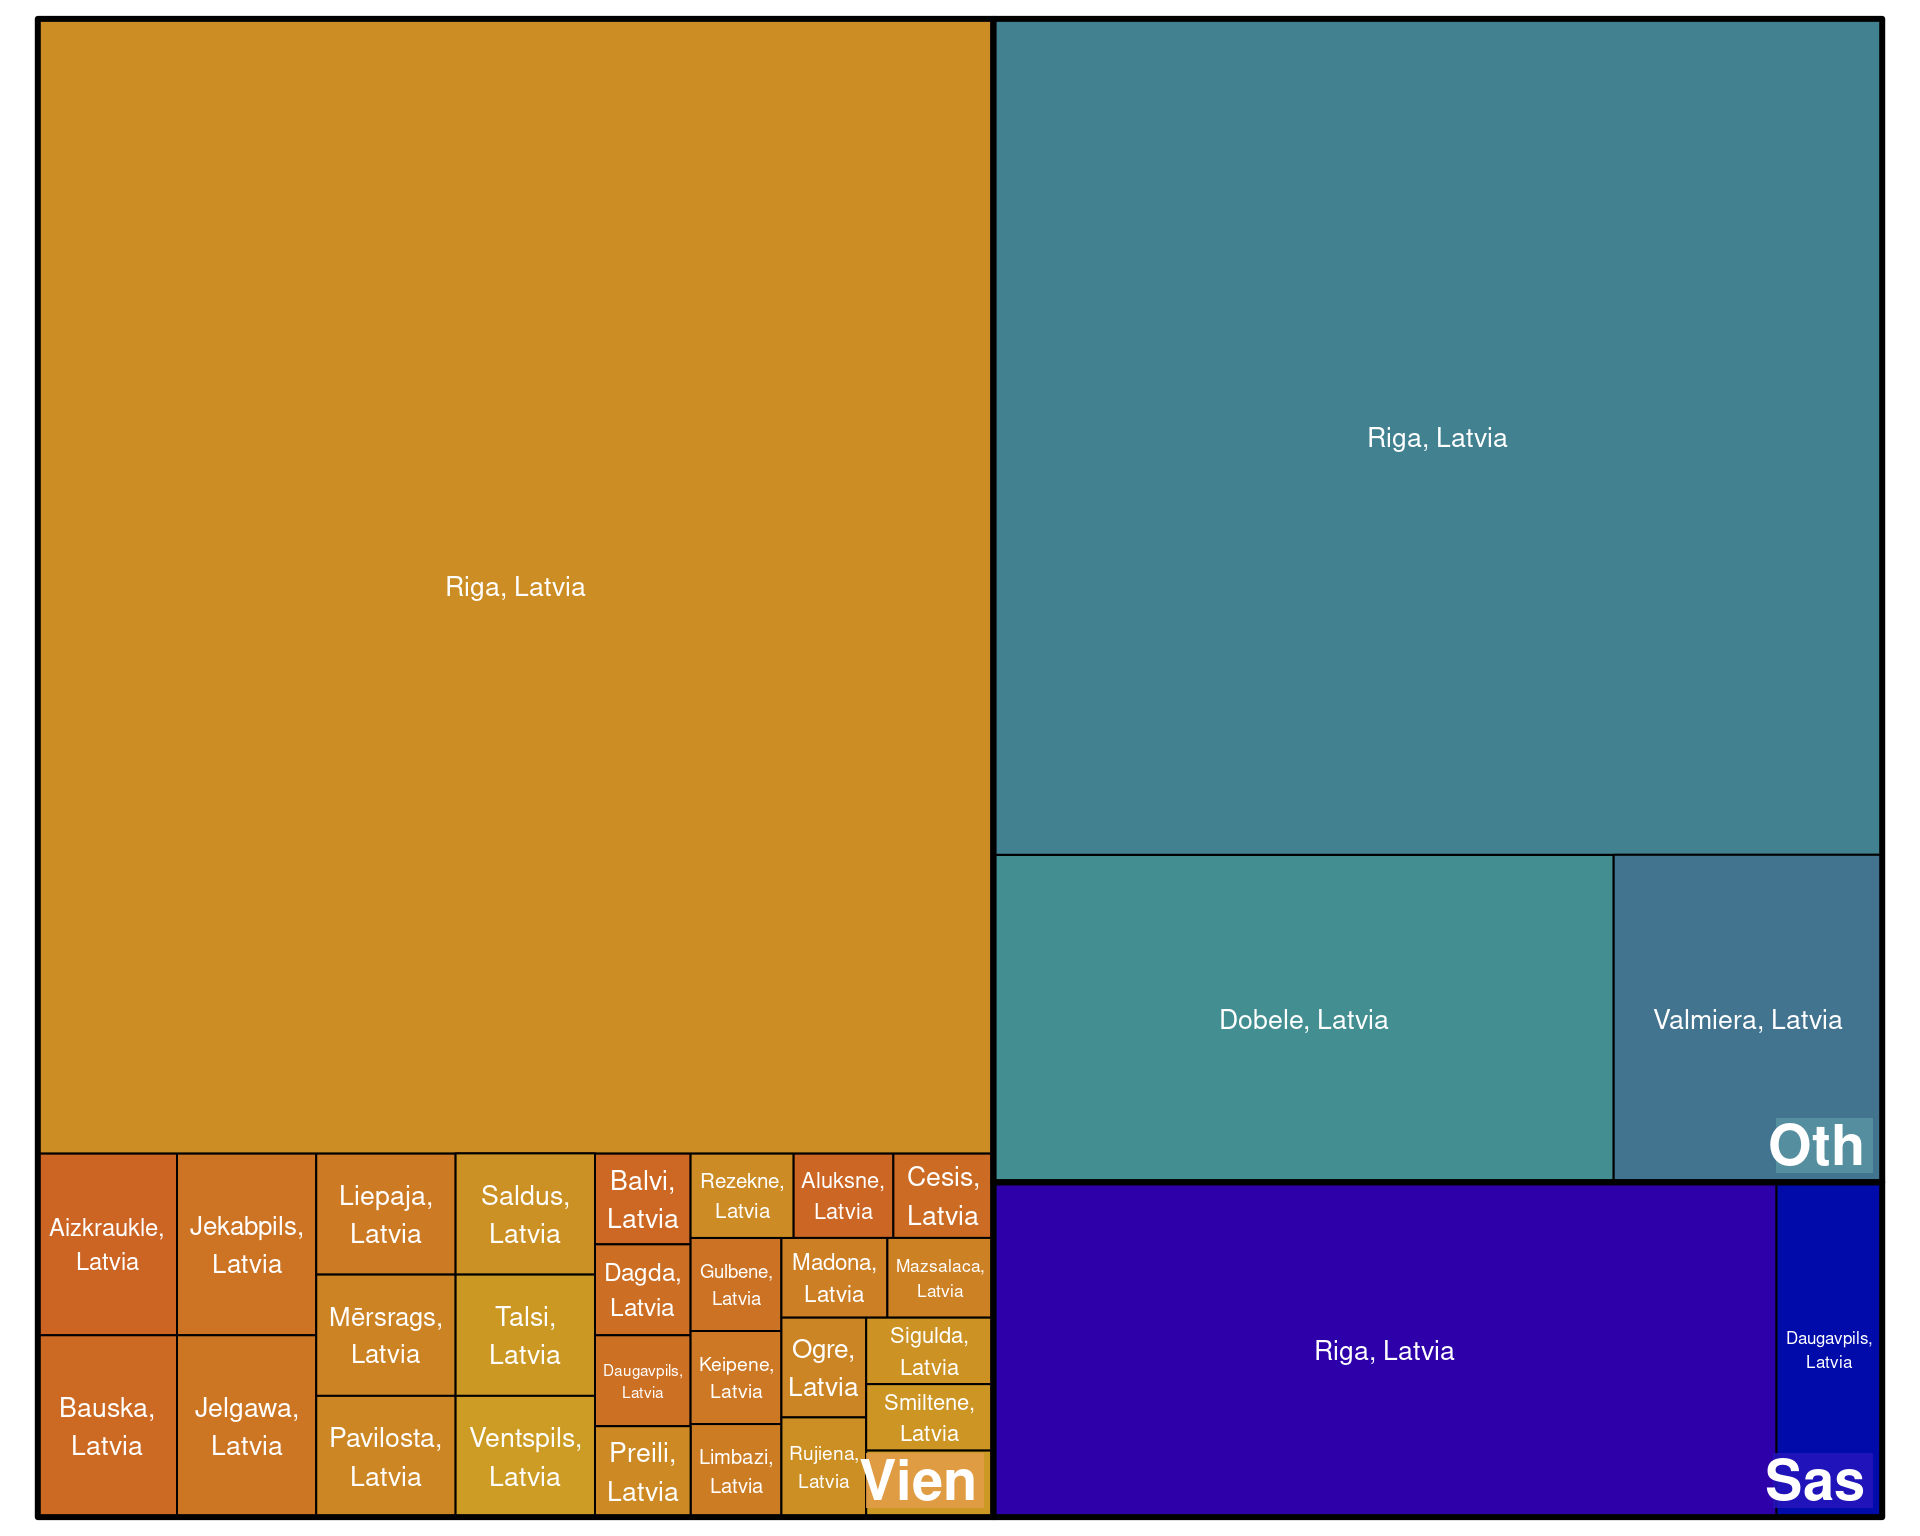 Riga, Latvia
Riga, Latvia
Dobele, Latvia
Valmiera, Latvia
Oth
Aizkraukle,
Latvia
Jekabpils,
Latvia
Liepaja,
Latvia
Saldus,
Latvia
Balvi,
Latvia
Rezekne,
Latvia
Aluksne,
Latvia
Cesis,
Latvia
Bauska,
Latvia
Jelgawa,
Latvia
Mērsrags,
Latvia
Talsi,
Latvia
Dagda,
Latvia
Gulbene,
Latvia
Madona,
Latvia
Mazsalaca,
Latvia
Pavilosta,
Latvia
Ventspils,
Latvia
Daugavpils,
Latvia
Keipene,
Latvia
Ogre,
Latvia
Sigulda,
Latvia
Smiltene,
Latvia
Preili,
Latvia
Limbazi,
Latvia
Rujiena,
Latvia
Vien
Riga, Latvia
Daugavpils,
Latvia
Sas